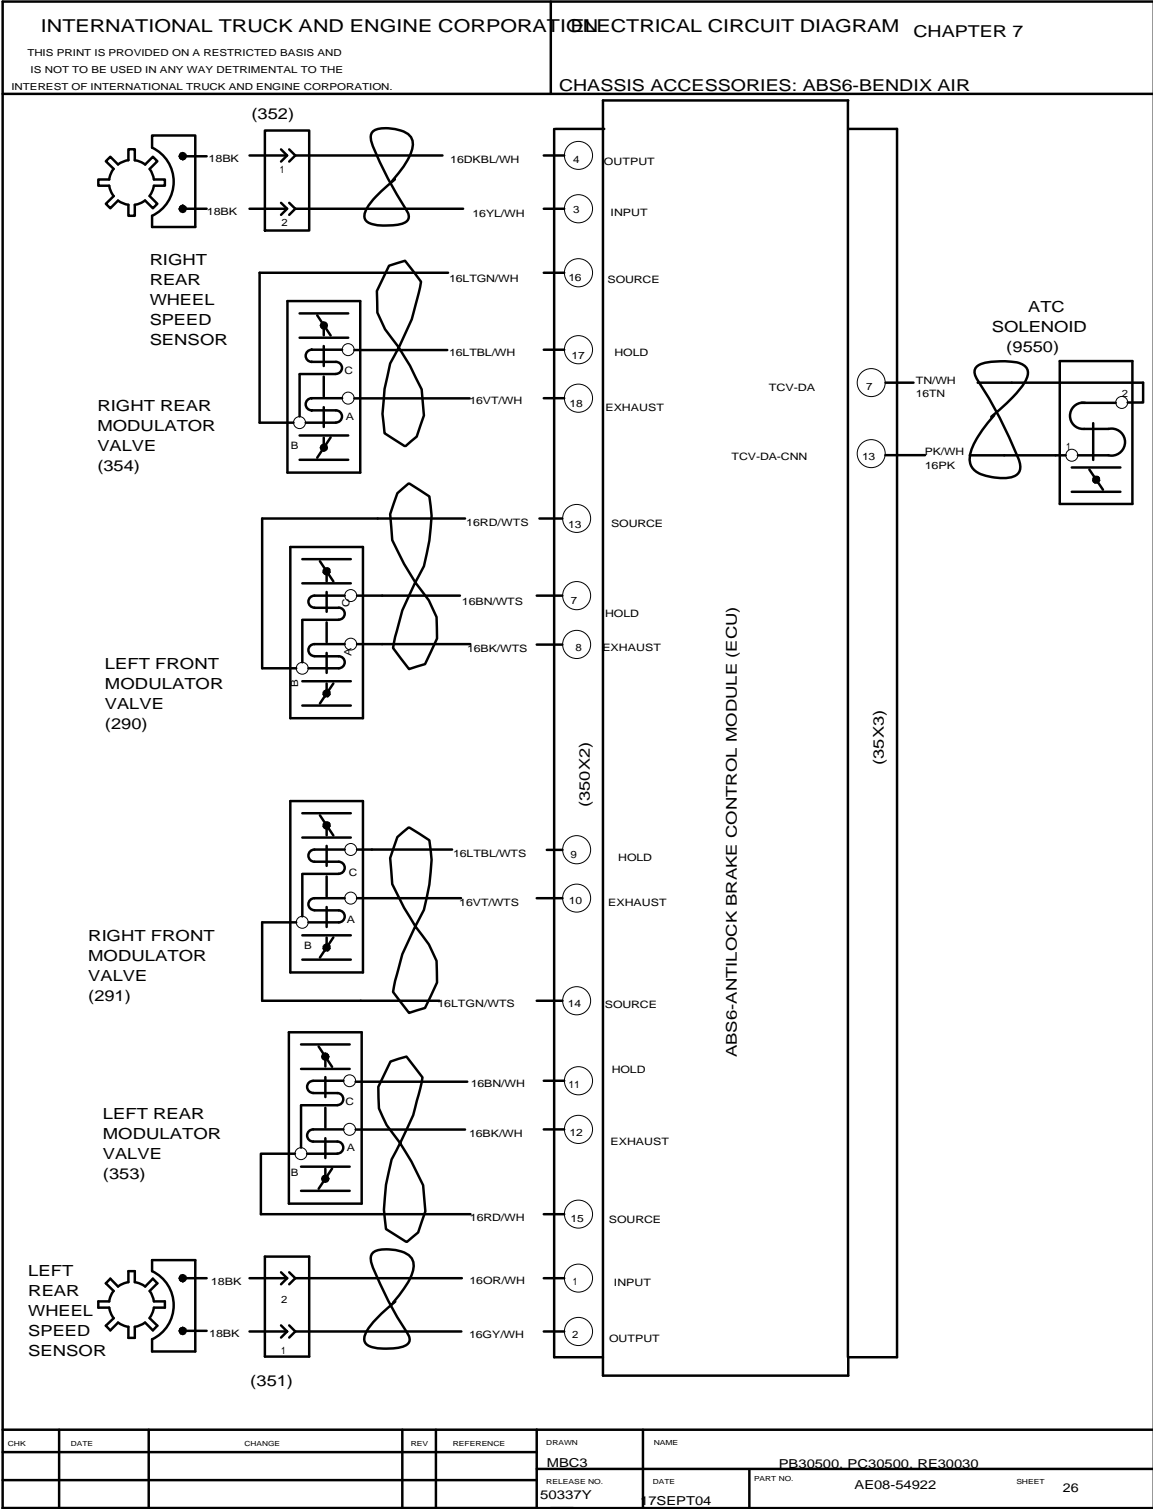 INTERNATIONAL TRUCK AND ENGINE CORPORATION
THIS PRINT IS PROVIDED ON A RESTRICTED BASIS AND
IS NOT TO BE USED IN ANY WAY DETRIMENTAL TO THE
INTEREST OF INTERNATIONAL TRUCK AND ENGINE CORPORATION.
ELECTRICAL CIRCUIT DIAGRAM CHAPTER 7
CHASSIS ACCESSORIES: ABS6-BENDIX AIR
(352)
18BK 1 16DKBL/WH 4 OUTPUT
18BK 2 16YL/WH 3 INPUT
RIGHT
REAR
WHEEL
SPEED
SENSOR
16LTGN/WH 16 SOURCE
C 16LTBL/WH 17 HOLD
A 16VT/WH 18 EXHAUST
B
RIGHT REAR
MODULATOR
VALVE
(354)
ATC
SOLENOID
(9550)
TCV-DA 7 TN/WH 2
16TN
TCV-DA-CNN 13 PK/WH 1
16PK
16RD/WTS 13 SOURCE
C 16BN/WTS 7 HOLD
A 16BK/WTS 8 EXHAUST
B
LEFT FRONT
MODULATOR
VALVE
(290)
(350X2)
ABS6-ANTILOCK BRAKE CONTROL MODULE (ECU)
(35X3)
C 16LTBL/WTS 9 HOLD
A 16VT/WTS 10 EXHAUST
B
RIGHT FRONT
MODULATOR
VALVE
(291)
16LTGN/WTS 14 SOURCE
C 16BN/WH 11 HOLD
A 16BK/WH 12 EXHAUST
B
LEFT REAR
MODULATOR
VALVE
(353)
16RD/WH 15 SOURCE
LEFT
REAR
WHEEL
SPEED
SENSOR
18BK 2 16OR/WH 1 INPUT
18BK 1 16GY/WH 2 OUTPUT
(351)
CHK DATE CHANGE REV REFERENCE
DRAWN
MBC3
NAME
PB30500, PC30500, RE30030
RELEASE NO.
50337Y
DATE
17SEPT04
PART NO. AE08-54922
SHEET 26